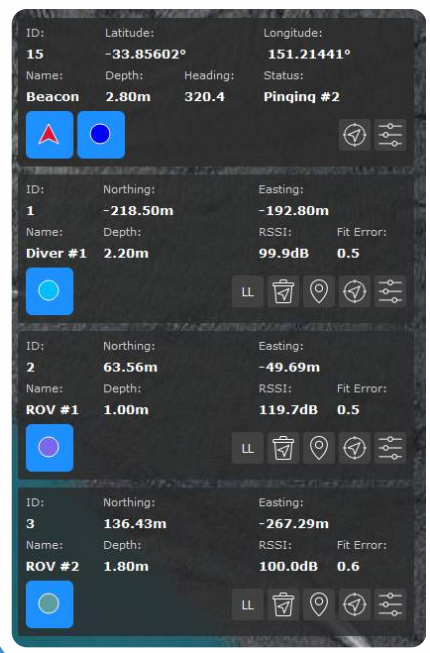 ID: Latitude: Longitude:
15 -33.85602° 151.21441°
Name: Depth: Heading: Status:
Beacon 2.80m 320.4 Pinging #2
ID: Northing: Easting:
1 -218.50m -192.80m
Name: Depth: RSSI: Fit Error:
Diver #1 2.20m 99.9dB 0.5
LL
ID: Northing: Easting:
2 63.56m -49.69m
Name: Depth: RSSI: Fit Error:
ROV #1 1.00m 119.7dB 0.5
LL
ID: Northing: Easting:
3 136.43m -267.29m
Name: Depth: RSSI: Fit Error:
ROV #2 1.80m 100.0dB 0.6
LL